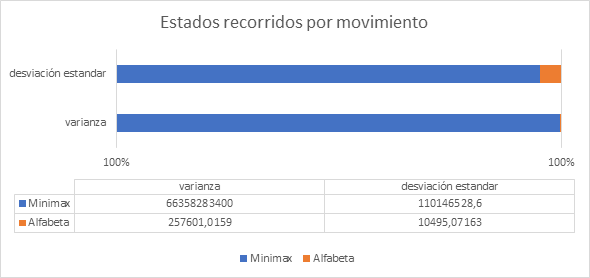 Estados recorridos por movimiento
desviación estandar
varianza
100% 100%
varianza desviación estandar
Minimax 66358283400 110146528,6
Alfabeta 257601,0159 10495,07163
Minimax Alfabeta